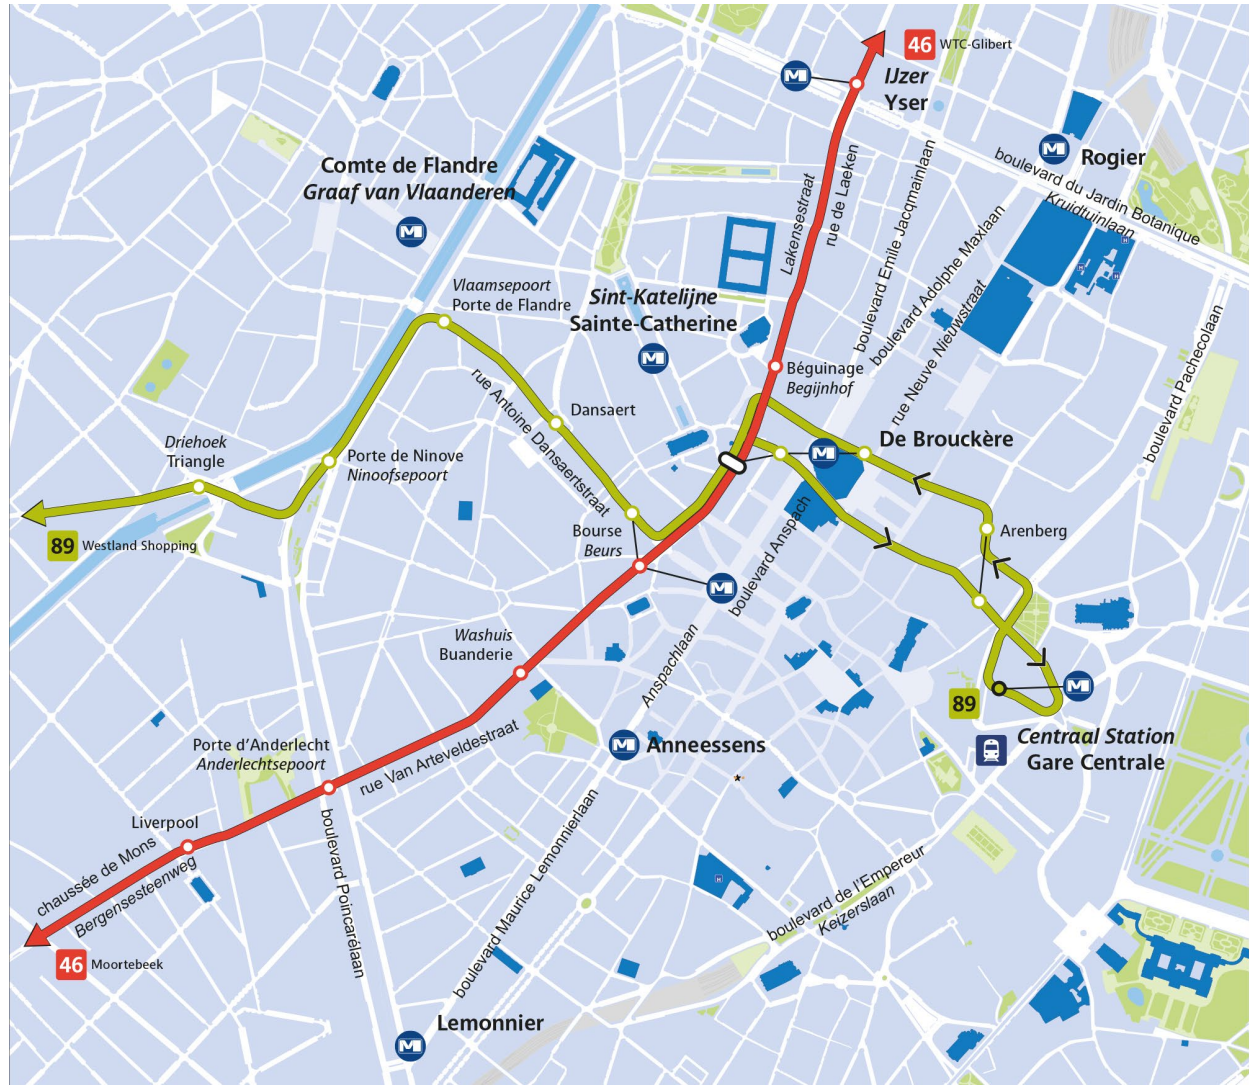 46 WTC-Glibert
IJzer
Yser
Rogier
boulevard du Jardin Botanique
Kruidtuinlaan
Comte de Flandre
Graaf van Vlaanderen
Lakensestraat
rue de Laeken
boulevard Emile Jacqmainlaan
boulevard Adolphe Maxlaan
rue Neuve Nieuwstraat
boulevard Pachecolaan
Vlaamsepoort
Porte de Flandre
Sint-Katelijne
Sainte-Catherine
Béguinage
Begijnhof
rue Antoine Dansaertstraat
Dansaert
De Brouckère
Driehoek
Triangle
Porte de Ninove
Ninoofsepoort
89 Westland Shopping
Bourse
Beurs
boulevard Anspach
Anspachlaan
Arenberg
Washuis
Buanderie
89
Centraal Station
Gare Centrale
Anneessens
Porte d'Anderlecht
Anderlechtsepoort
rue Van Arteveldestraat
Liverpool
chaussée de Mons
Bergensesteenweg
boulevard Poincarélaan
boulevard Maurice Lemonnierlaan
boulevard de l'Empereur
Keizerslaan
46 Moortebeek
Lemonnier
M
M
M
M
M
M
M
M
M
H
H
H
H